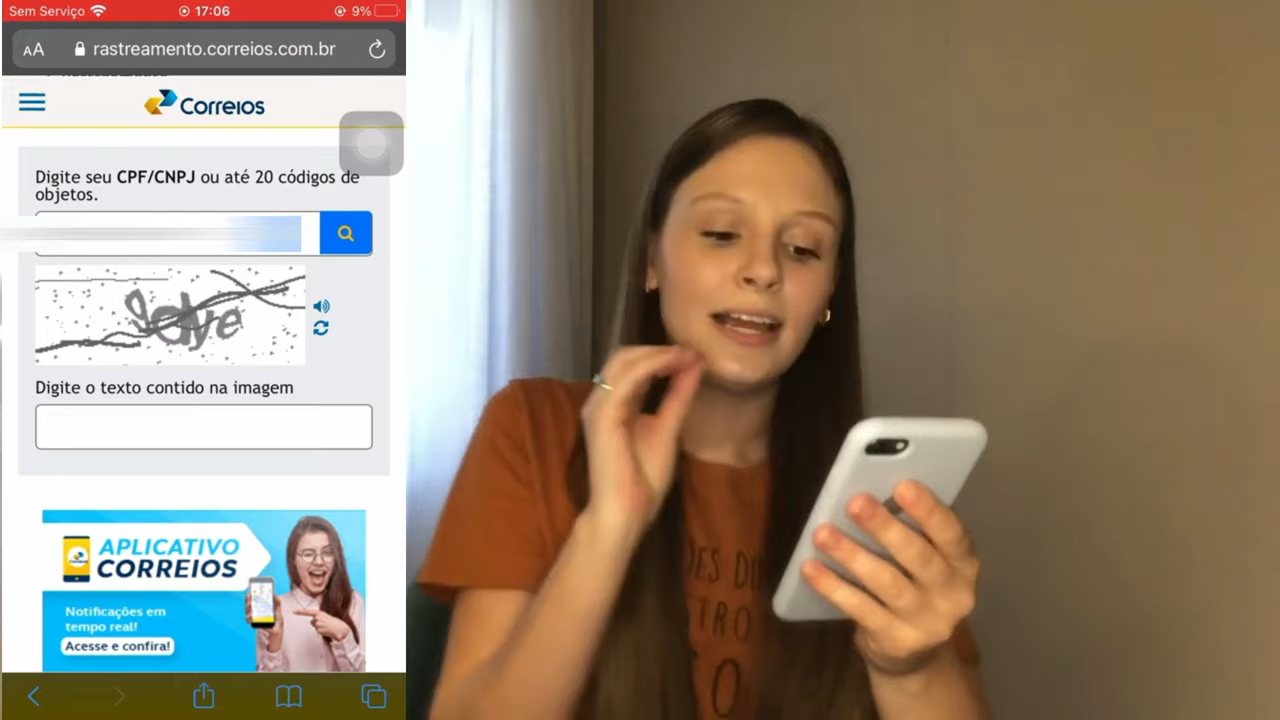 Sem Serviço
17:06
9%
AA
rastreamento.correios.com.br
Correios
Digite seu CPF/CNPJ ou até 20 códigos de
objetos.
Digite o texto contido na imagem
APLICATIVO
CORREIOS
Notificações em
tempo real!
Acesse e confira!
TRO